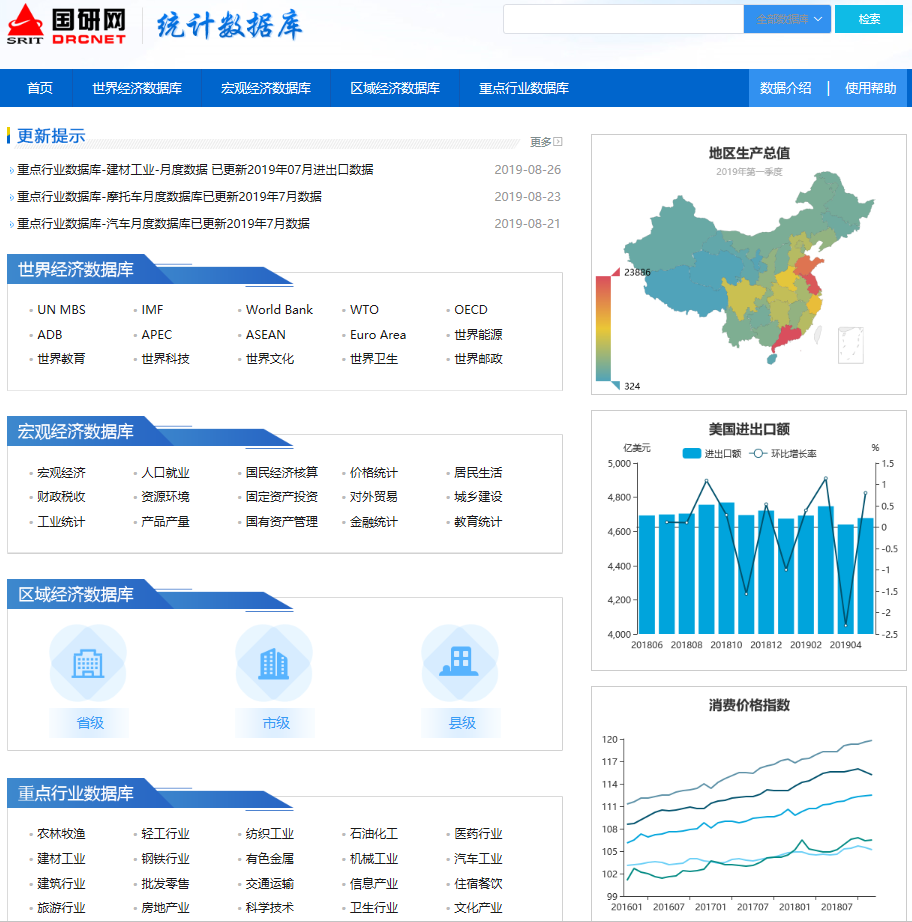 国研网
SRIT DRCNET
统计数据库
全部数据库
检索
首页 世界经济数据库 宏观经济数据库 区域经济数据库 重点行业数据库 数据介绍 | 使用帮助
更新提示
更多
重点行业数据库-建材工业-月度数据 已更新2019年07月进出口数据 2019-08-26
重点行业数据库-摩托车月度数据库已更新2019年7月数据 2019-08-23
重点行业数据库-汽车月度数据库已更新2019年7月数据 2019-08-21
世界经济数据库
UN MBS IMF World Bank WTO OECD
ADB APEC ASEAN Euro Area 世界能源
世界教育 世界科技 世界文化 世界卫生 世界邮政
宏观经济数据库
宏观经济 人口就业 国民经济核算 价格统计 居民生活
财政税收 资源环境 固定资产投资 对外贸易 城乡建设
工业统计 产品产量 国有资产管理 金融统计 教育统计
区域经济数据库
省级 市级 县级
重点行业数据库
农林牧渔 轻工行业 纺织工业 石油化工 医药行业
建材工业 钢铁行业 有色金属 机械工业 汽车工业
建筑行业 批发零售 交通运输 信息产业 住宿餐饮
旅游行业 房地产业 科学技术 卫生行业 文化产业
地区生产总值
2019年第一季度
23886
324
美国进出口额
亿美元 进出口额 环比增长率 %
5,000 1.5
4,800 1
0.5
4,600 0
-0.5
4,400 -1
4,200 -1.5
-2
4,000 -2.5
201806 201808 201810 201812 201902 201904
消费价格指数
120
117
114
111
108
105
102
99
201601 201607 201701 201707 201801 201807